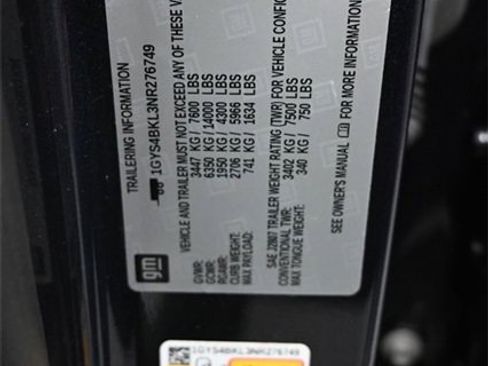 gm
TRAILERING INFORMATION
1GYS4BKL3NR276749
VEHICLE AND TRAILER MUST NOT EXCEED ANY OF THESE V
GVWR: 3447 KG / 7600 LBS
GCWR: 6350 KG / 14000 LBS
RGAWR: 1950 KG / 4300 LBS
CURB WEIGHT: 2706 KG / 5966 LBS
MAX PAYLOAD: 741 KG / 1634 LBS
SAE J2807 TRAILER WEIGHT RATING (TWR) FOR VEHICLE CONFIG
CONVENTIONAL TWR: 3402 KG / 7500 LBS
MAX TONGUE WEIGHT: 340 KG / 750 LBS
SEE OWNER'S MANUAL FOR MORE INFORMATION
1GYS4BKL3NR276749